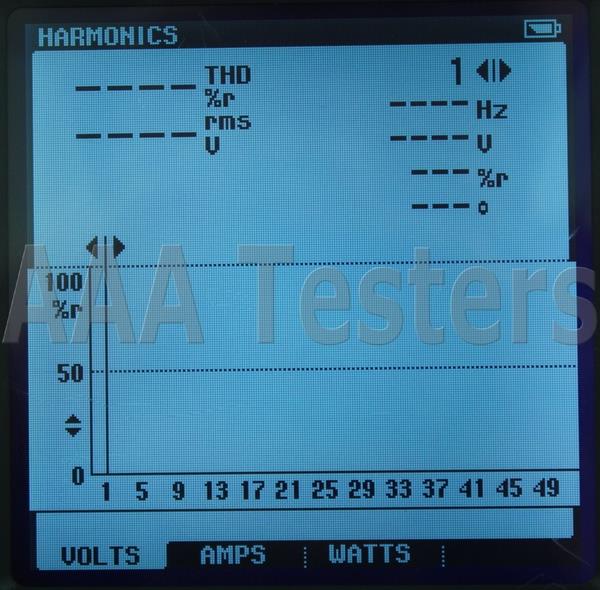 HARMONICS
---- THD
%r
---- rms
V
1
--- Hz
--- V
--- %r
--- °
AAA Testers
100
%r
50
0
1 5 9 13 17 21 25 29 33 37 41 45 49
VOLTS AMPS WATTS